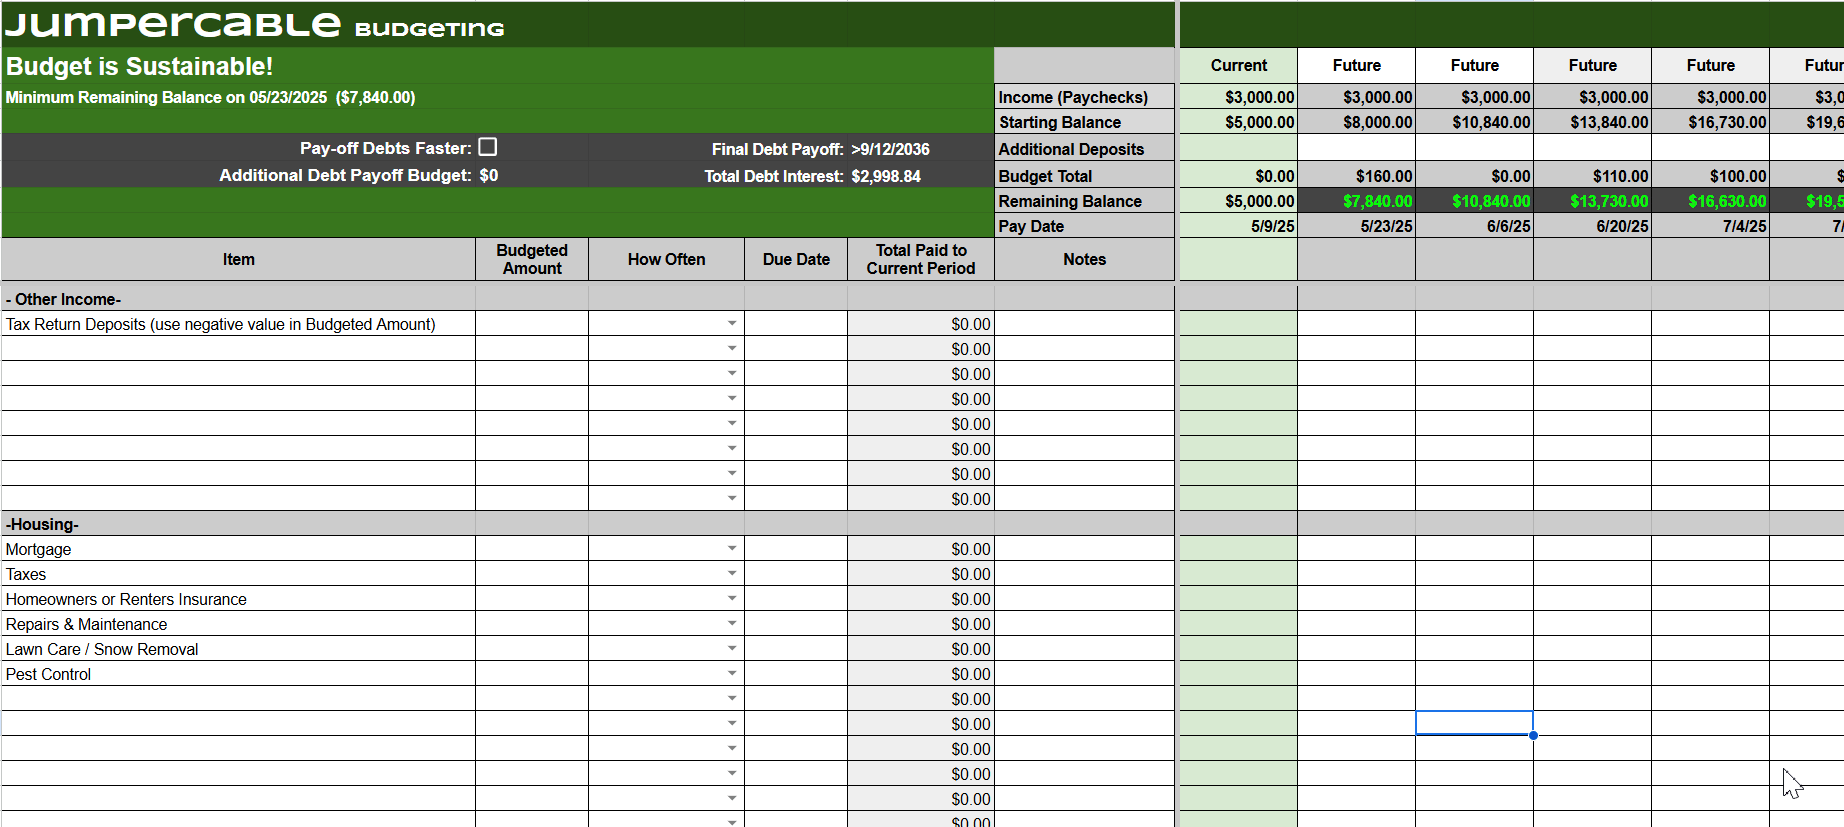 JUMPERCABLE BUDGETING
Budget is Sustainable!
Current Future Future Future Future Futur
Minimum Remaining Balance on 05/23/2025 ($7,840.00)
Income (Paychecks) $3,000.00 $3,000.00 $3,000.00 $3,000.00 $3,000.00 $3,0
Starting Balance $5,000.00 $8,000.00 $10,840.00 $13,840.00 $16,730.00 $19,6
Pay-off Debts Faster: Final Debt Payoff: >9/12/2036 Additional Deposits
Additional Debt Payoff Budget: $0 Total Debt Interest: $2,998.84 Budget Total $0.00 $160.00 $0.00 $110.00 $100.00 $
Remaining Balance $5,000.00 $7,840.00 $10,840.00 $13,730.00 $16,630.00 $19,5
Pay Date 5/9/25 5/23/25 6/6/25 6/20/25 7/4/25 7/
Item Budgeted Amount How Often Due Date Total Paid to Current Period Notes
- Other Income-
Tax Return Deposits (use negative value in Budgeted Amount) $0.00
$0.00
$0.00
$0.00
$0.00
$0.00
$0.00
$0.00
-Housing-
Mortgage $0.00
Taxes $0.00
Homeowners or Renters Insurance $0.00
Repairs & Maintenance $0.00
Lawn Care / Snow Removal $0.00
Pest Control $0.00
$0.00
$0.00
$0.00
$0.00
$0.00
$0.00